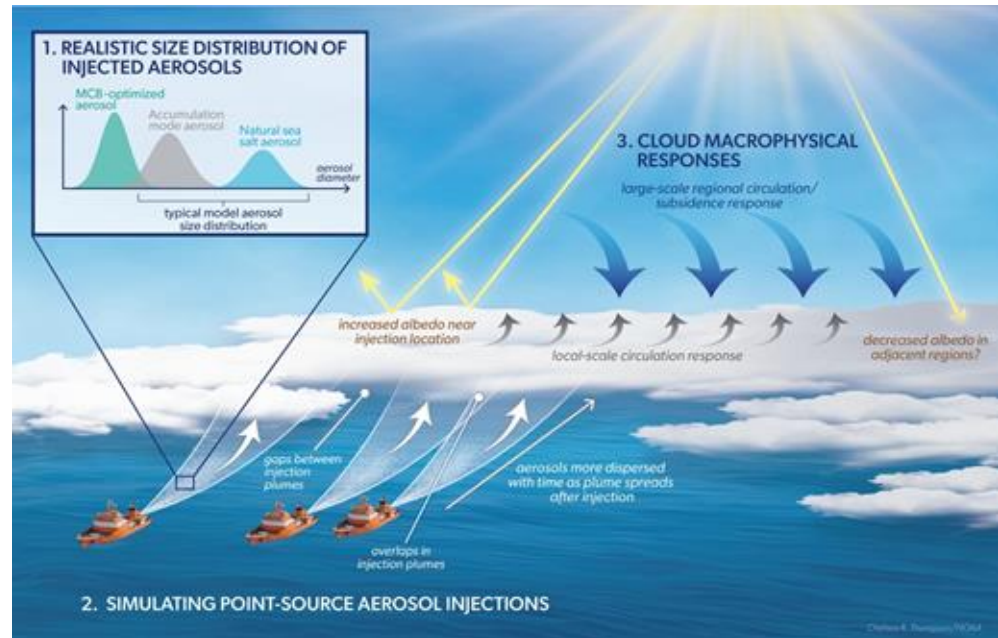 1. REALISTIC SIZE DISTRIBUTION OF
INJECTED AEROSOLS
MCB-optimized
aerosol
Accumulation
mode aerosol
Natural sea
salt aerosol
aerosol
diameter
typical model aerosol
size distribution
3. CLOUD MACROPHYSICAL
RESPONSES
large-scale regional circulation/
subsidence response
increased albedo near
injection location
local-scale circulation response
decreased albedo in
adjacent regions?
gaps between
injection
plumes
aerosols more dispersed
with time as plume spreads
after injection
overlaps in
injection plumes
2. SIMULATING POINT-SOURCE AEROSOL INJECTIONS
Chelsea R. Thompson/NOAA